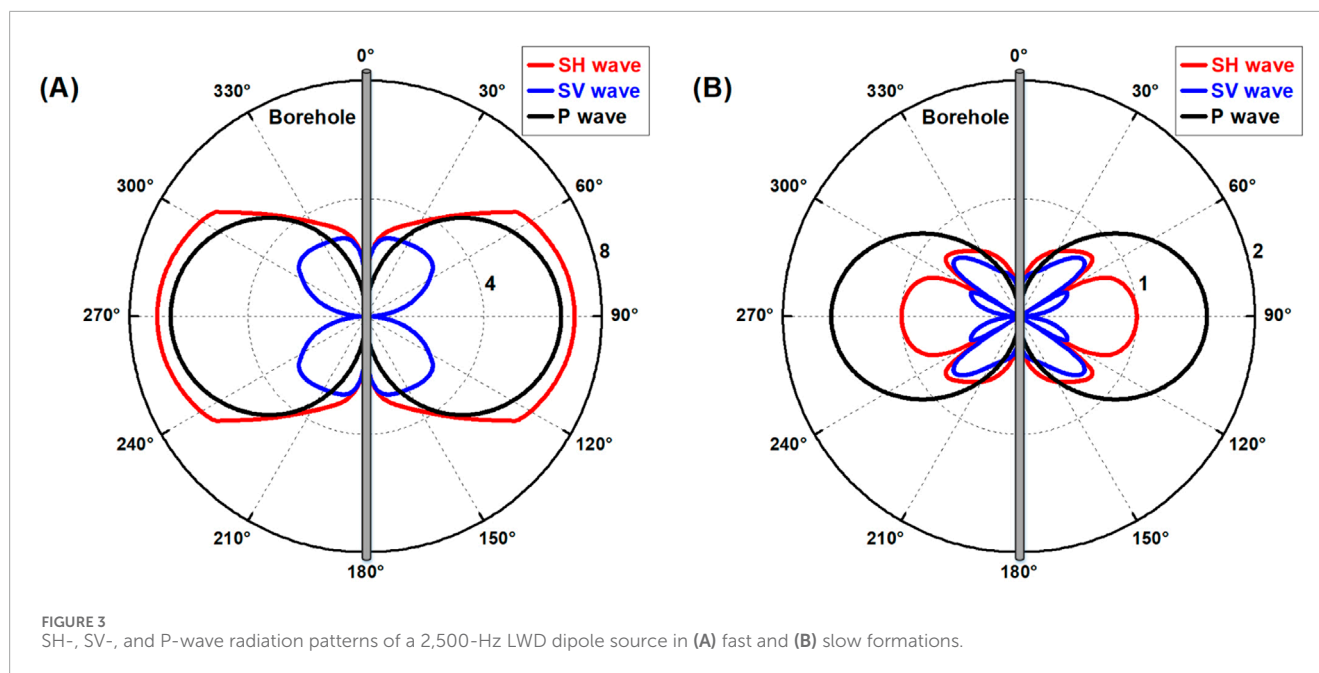 (A)
0°
SH wave
SV wave
P wave
330°
Borehole
30°
300°
60°
8
4
270°
90°
240°
120°
210°
150°
180°
(B)
0°
SH wave
SV wave
P wave
330°
Borehole
30°
300°
60°
2
1
270°
90°
240°
120°
210°
150°
180°
FIGURE 3
SH-, SV-, and P-wave radiation patterns of a 2,500-Hz LWD dipole source in (A) fast and (B) slow formations.